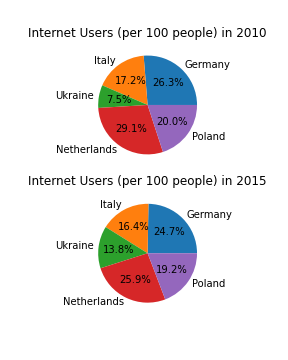 Internet Users (per 100 people) in 2010
Italy
Germany
17.2%
26.3%
Ukraine
7.5%
29.1%
20.0%
Poland
Netherlands
Internet Users (per 100 people) in 2015
Italy
Germany
16.4%
24.7%
Ukraine
13.8%
25.9%
19.2%
Poland
Netherlands